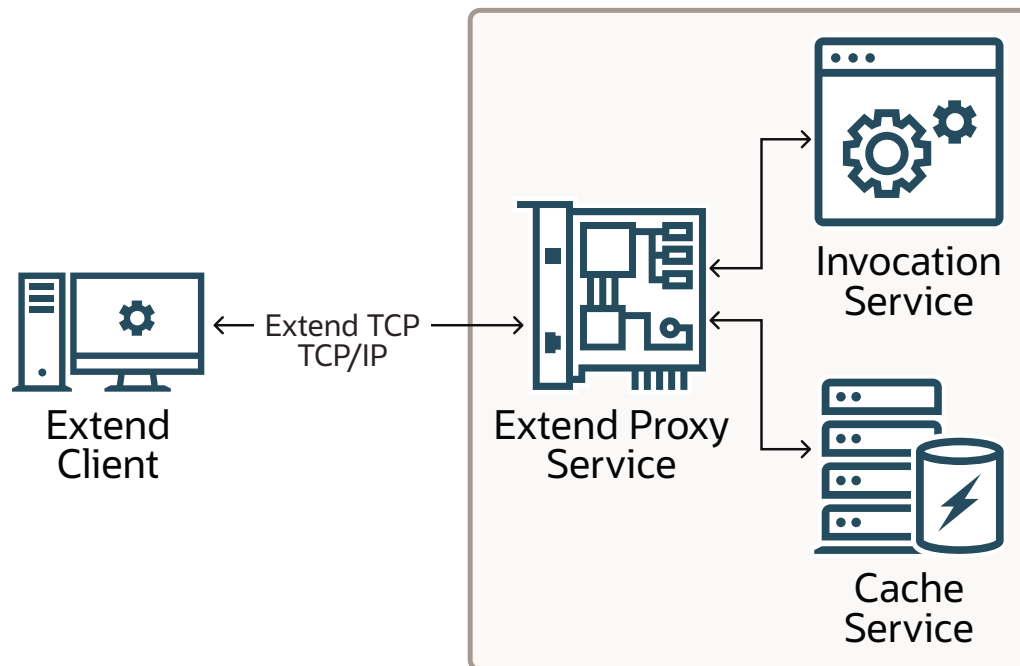 Extend
Client
Extend TCP
TCP/IP
Extend Proxy
Service
Invocation
Service
Cache
Service